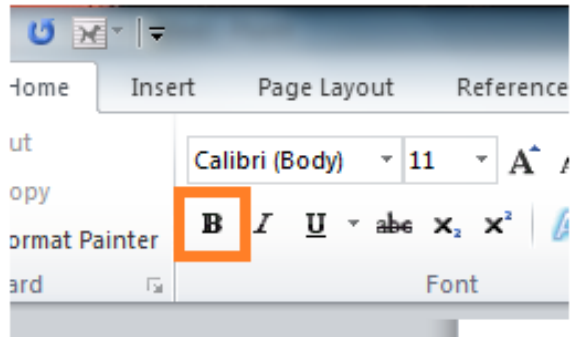 Home Insert Page Layout Reference
ut
Calibri (Body) 11 A A
opy
B I U abc X₂ X²
ormat Painter
ard Font